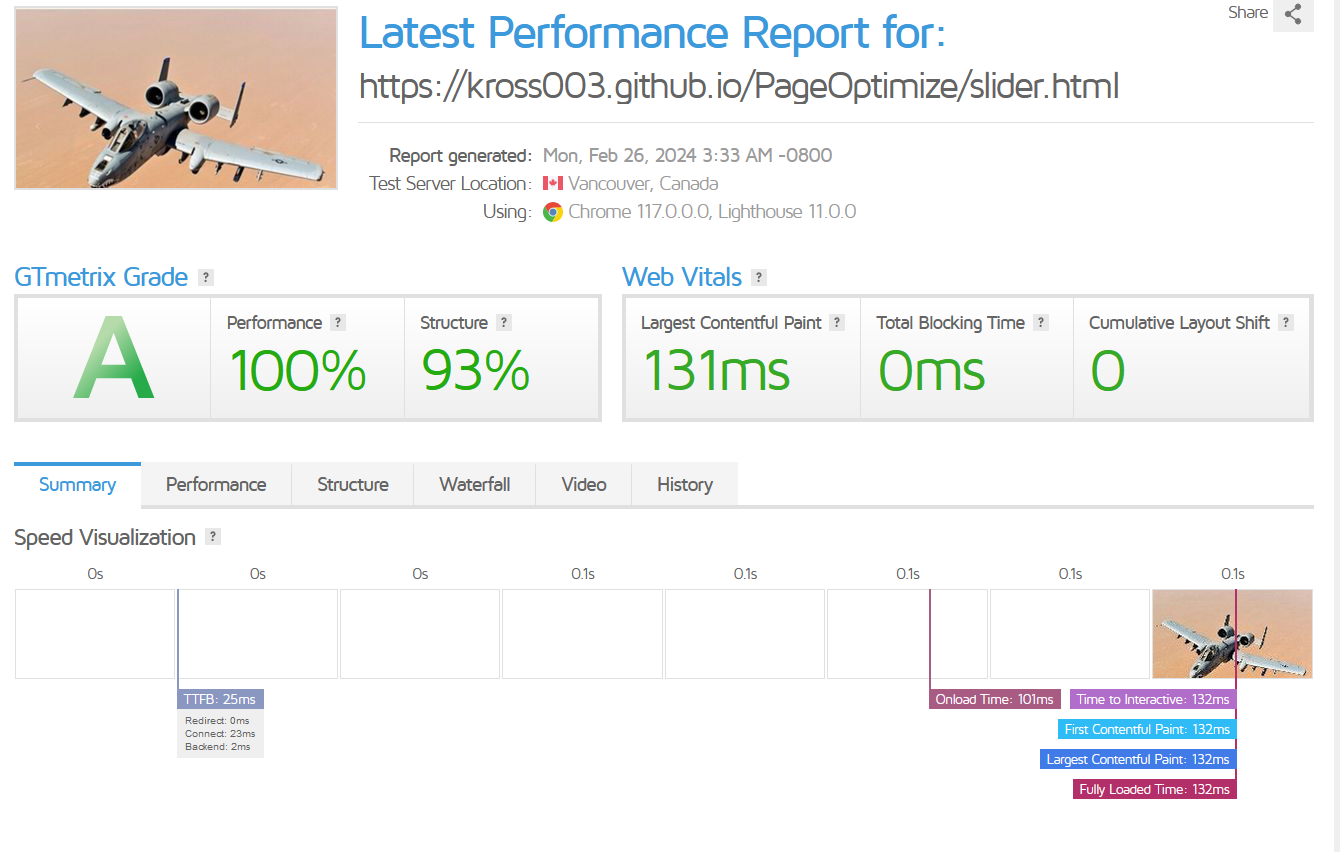 Share
Latest Performance Report for:
https://kross003.github.io/PageOptimize/slider.html
Report generated: Mon, Feb 26, 2024 3:33 AM -0800
Test Server Location: Vancouver, Canada
Using: Chrome 117.0.0.0, Lighthouse 11.0.0
GTmetrix Grade ?
A
Performance ?
100%
Structure ?
93%
Web Vitals ?
Largest Contentful Paint ?
131ms
Total Blocking Time ?
0ms
Cumulative Layout Shift ?
0
Summary Performance Structure Waterfall Video History
Speed Visualization ?
0s 0s 0s 0.1s 0.1s 0.1s 0.1s 0.1s
TTFB: 25ms
Redirect: 0ms
Connect: 23ms
Backend: 2ms
Onload Time: 101ms
Time to Interactive: 132ms
First Contentful Paint: 132ms
Largest Contentful Paint: 132ms
Fully Loaded Time: 132ms